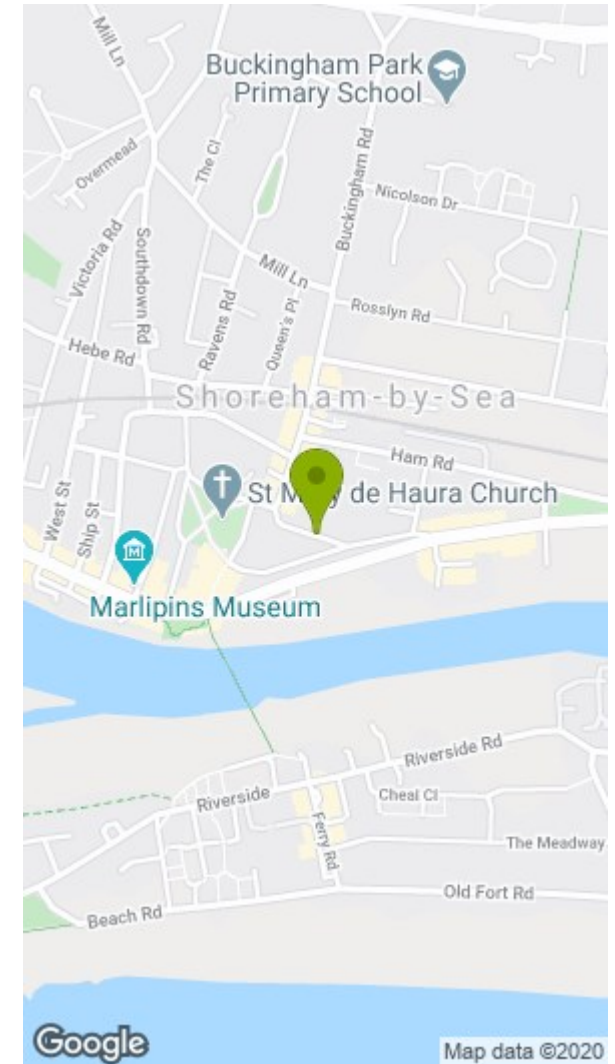 Mill Ln
Buckingham Park
Primary School
Overmead
The Cl
Buckingham Rd
Nicolson Dr
Victoria Rd
Southdown Rd
Mill Ln
Ravens Rd
Queen's Pl
Rosslyn Rd
Hebe Rd
Shoreham-by-Sea
Ham Rd
West St
Ship St
St M y de Haura Church
Marlipins Museum
Riverside Rd
Riverside
Cheal Cl
Ferry Rd
The Meadway
Old Fort Rd
Beach Rd
Google
Map data ©2020